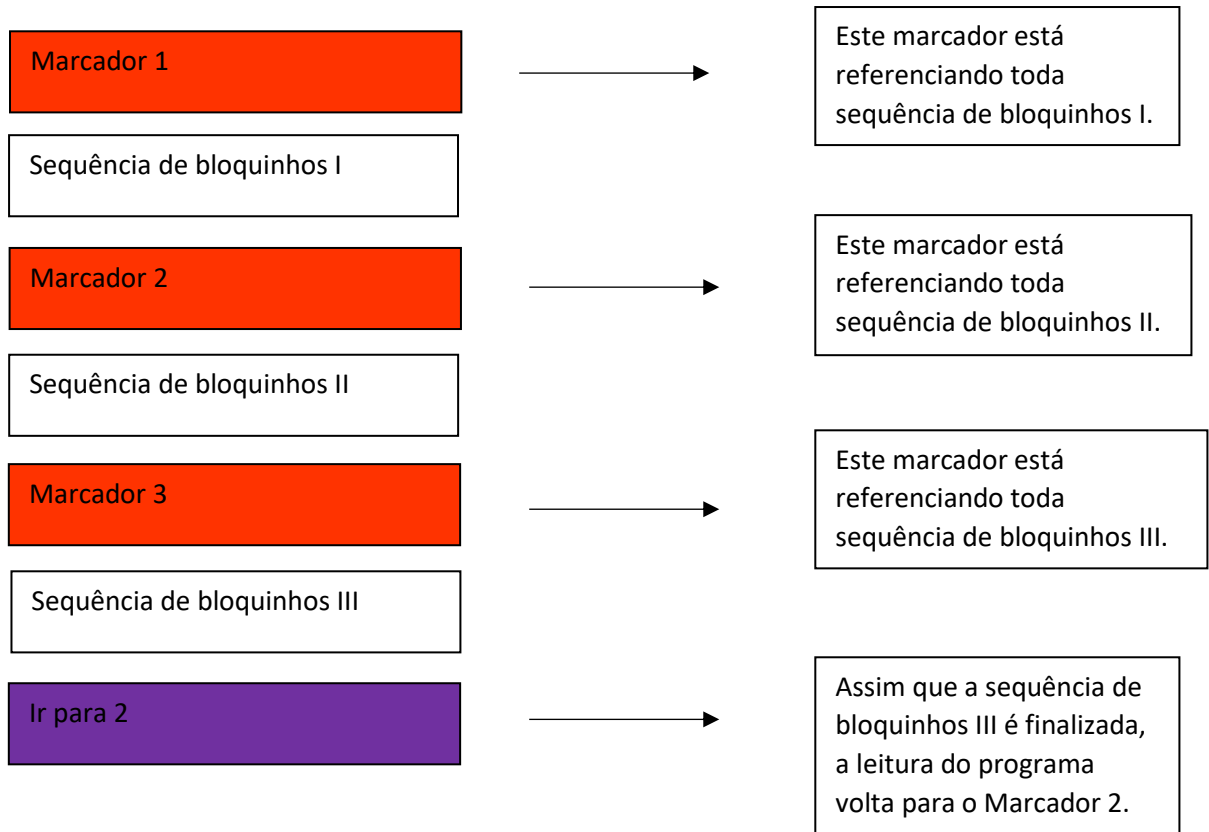 Marcador 1
Este marcador está
referenciando toda
sequência de bloquinhos I.
Sequência de bloquinhos I
Marcador 2
Este marcador está
referenciando toda
sequência de bloquinhos II.
Sequência de bloquinhos II
Marcador 3
Este marcador está
referenciando toda
sequência de bloquinhos III.
Sequência de bloquinhos III
Ir para 2
Assim que a sequência de
bloquinhos III é finalizada,
a leitura do programa
volta para o Marcador 2.